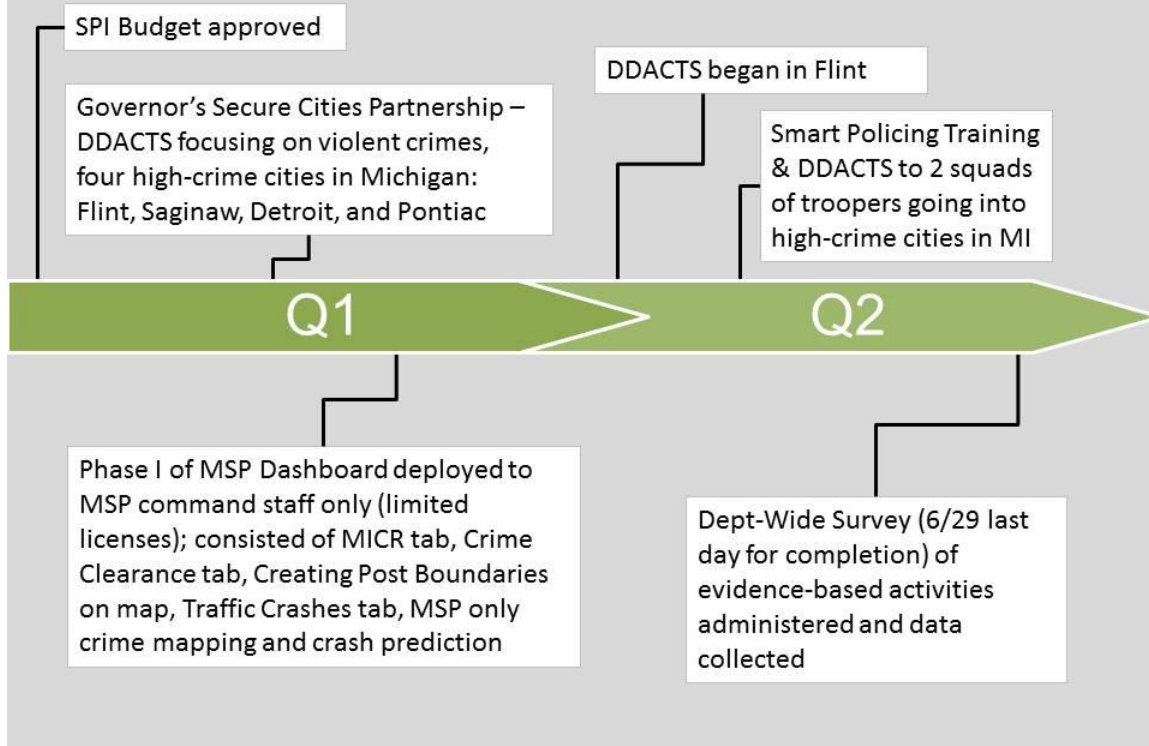 SPI Budget approved
DDACTS began in Flint
Governor's Secure Cities Partnership –
DDACTS focusing on violent crimes,
four high-crime cities in Michigan:
Flint, Saginaw, Detroit, and Pontiac
Smart Policing Training
& DDACTS to 2 squads
of troopers going into
high-crime cities in MI
Q1
Q2
Phase I of MSP Dashboard deployed to
MSP command staff only (limited
licenses); consisted of MICR tab, Crime
Clearance tab, Creating Post Boundaries
on map, Traffic Crashes tab, MSP only
crime mapping and crash prediction
Dept-Wide Survey (6/29 last
day for completion) of
evidence-based activities
administered and data
collected